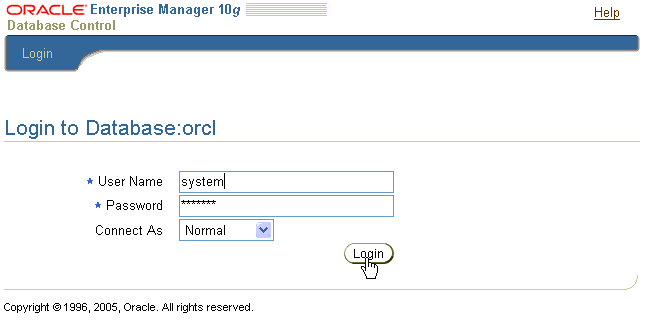 ORACLE Enterprise Manager 10g
Database Control
Help
Login
Login to Database:orcl
* User Name system
* Password *******
Connect As Normal
Login
Copyright © 1996, 2005, Oracle. All rights reserved.